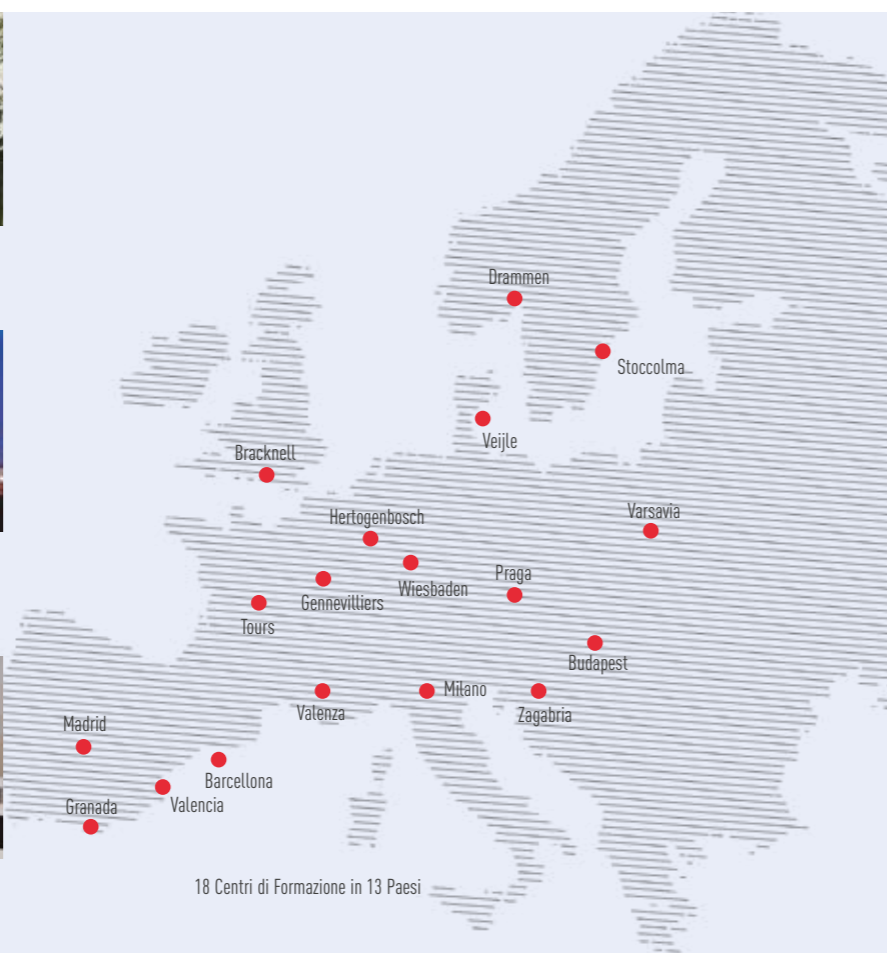 Drammen
Stoccolma
Veijle
Bracknell
Hertogenbosch
Varsavia
Wiesbaden
Praga
Gennevilliers
Tours
Budapest
Milano
Valenza
Zagabria
Madrid
Barcellona
Valencia
Granada
18 Centri di Formazione in 13 Paesi